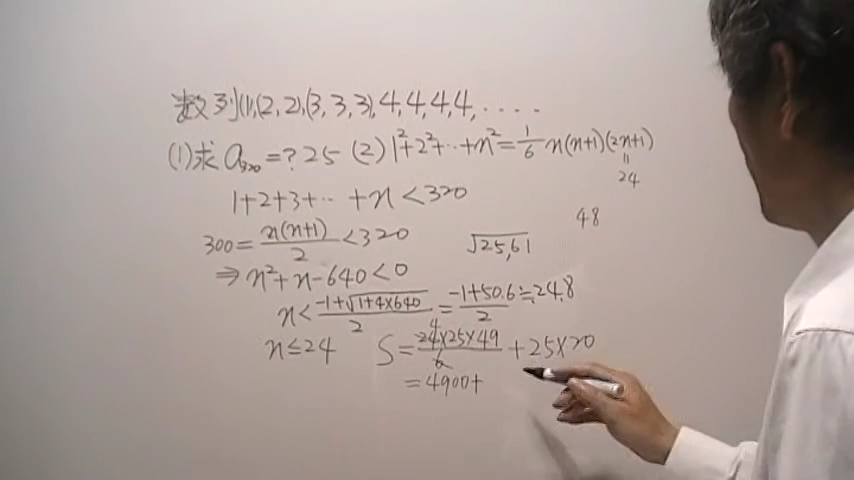 数列(1),(2,2),(3,3,3),4,4,4,4,.....
(1)求 a₃₂₀=?25 (2) 1²+2²+…+n²=1/6 n(n+1)(2n+1)
=
24
1+2+3+…+n<320
48
300=n(n+1)/2<320
√25,61
⇒n²+n-640<0
n<(-1+√(1+4×640))/2=(-1+50.6)/2≒24.8
n≤24 S=(24×25×49)/6+25×20
4
=4900+